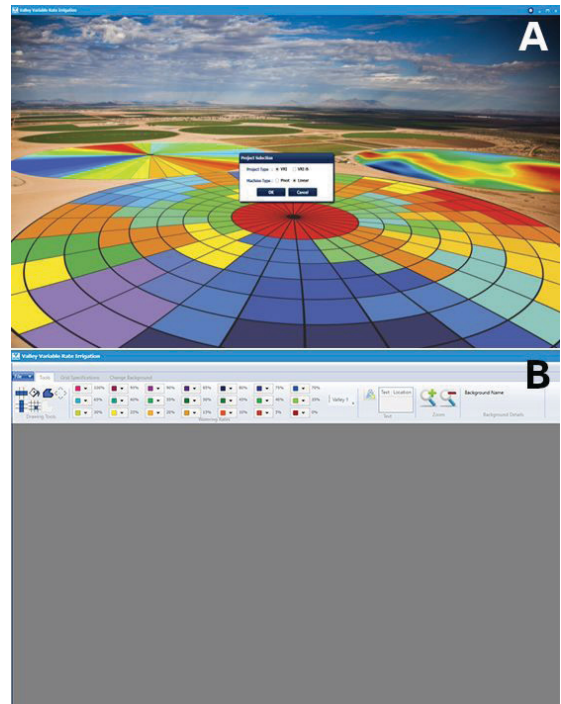 Valley Variable Rate Irrigation
A
Project Selection
Project Type : VRI VRI iS
Machine Type : Pivot Linear
OK Cancel
Valley Variable Rate Irrigation
B
File Tools Grid Specifications Change Background
100% 95% 90% 85% 80% 75% 70%
65% 60% 55% 50% 45% 40% 35%
30% 25% 20% 15% 10% 5% 0%
Text Location
Background Name
Drawing Tools Watering Rates Text Zoom Background Details